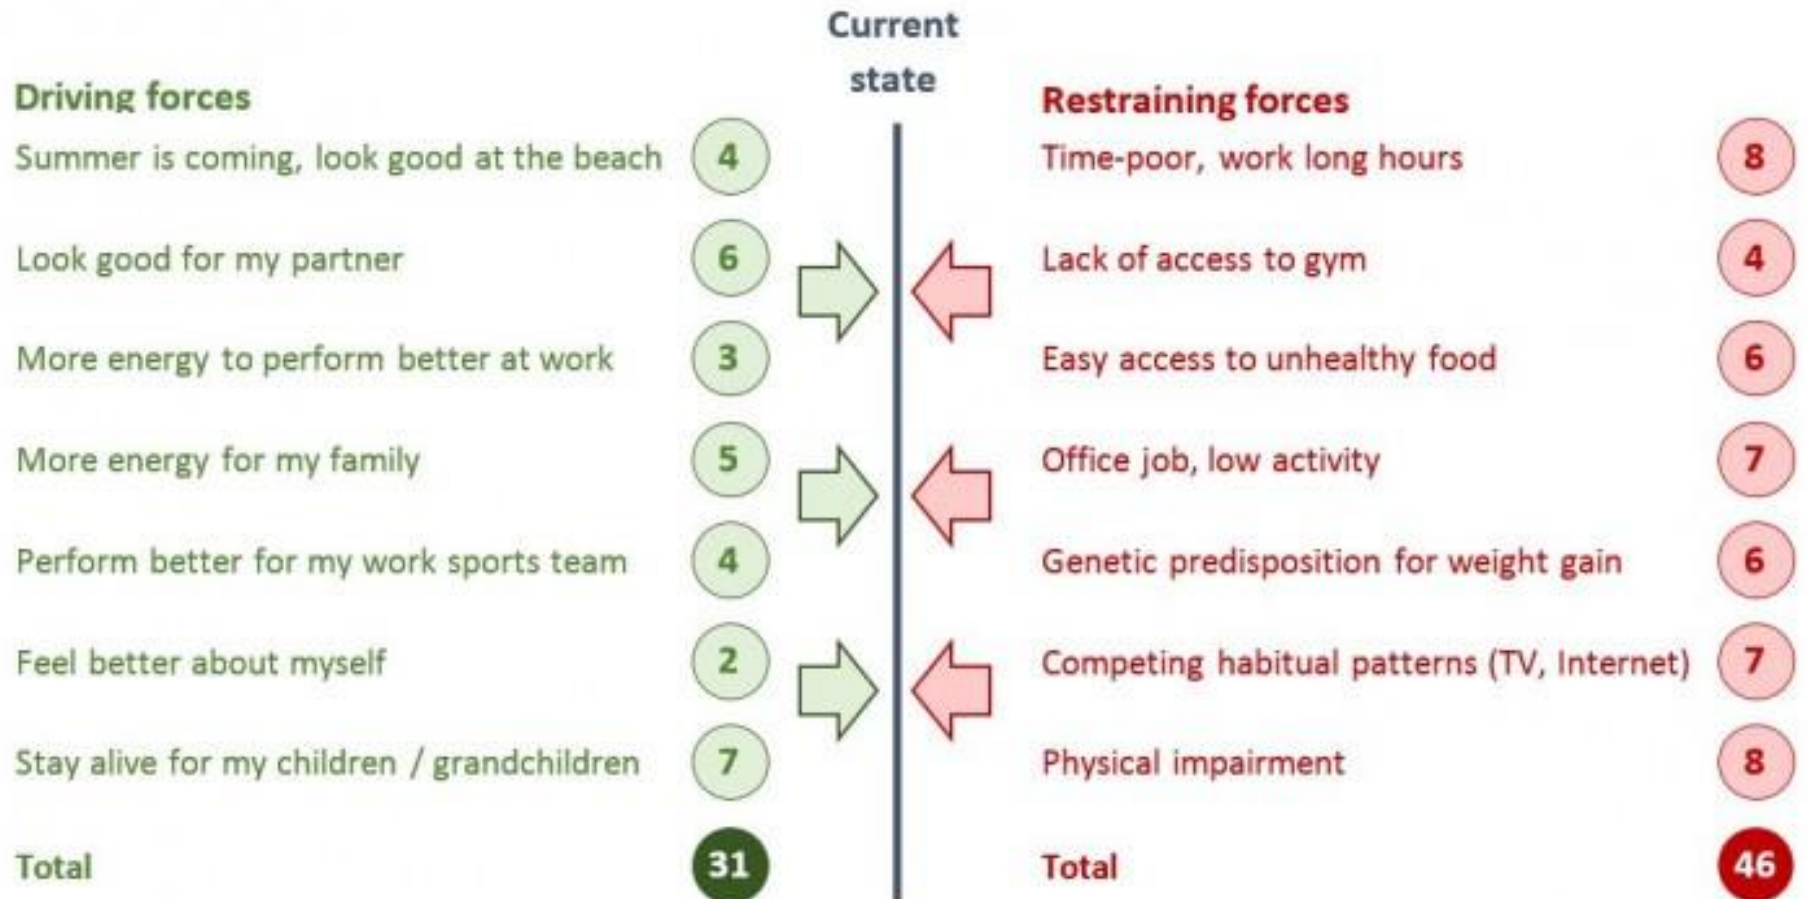 Current
state
Driving forces
Summer is coming, look good at the beach 4
Look good for my partner 6
More energy to perform better at work 3
More energy for my family 5
Perform better for my work sports team 4
Feel better about myself 2
Stay alive for my children / grandchildren 7
Total 31
Restraining forces
Time-poor, work long hours 8
Lack of access to gym 4
Easy access to unhealthy food 6
Office job, low activity 7
Genetic predisposition for weight gain 6
Competing habitual patterns (TV, Internet) 7
Physical impairment 8
Total 46